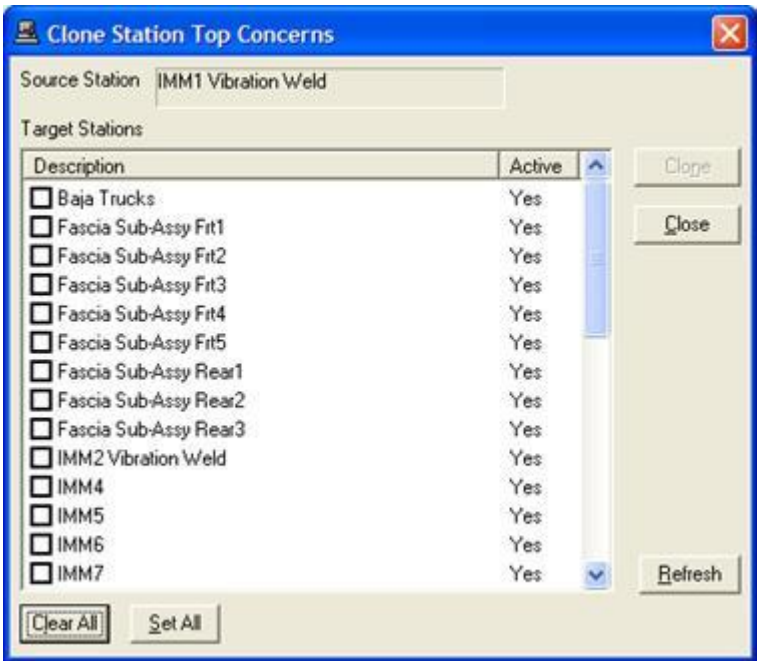 Clone Station Top Concerns
Source Station IMM1 Vibration Weld
Target Stations
Description Active Clone
Baja Trucks Yes
Fascia Sub-Assy Frt1 Yes Close
Fascia Sub-Assy Frt2 Yes
Fascia Sub-Assy Frt3 Yes
Fascia Sub-Assy Frt4 Yes
Fascia Sub-Assy Frt5 Yes
Fascia Sub-Assy Rear1 Yes
Fascia Sub-Assy Rear2 Yes
Fascia Sub-Assy Rear3 Yes
IMM2 Vibration Weld Yes
IMM4 Yes
IMM5 Yes
IMM6 Yes
IMM7 Yes Refresh
Clear All Set All